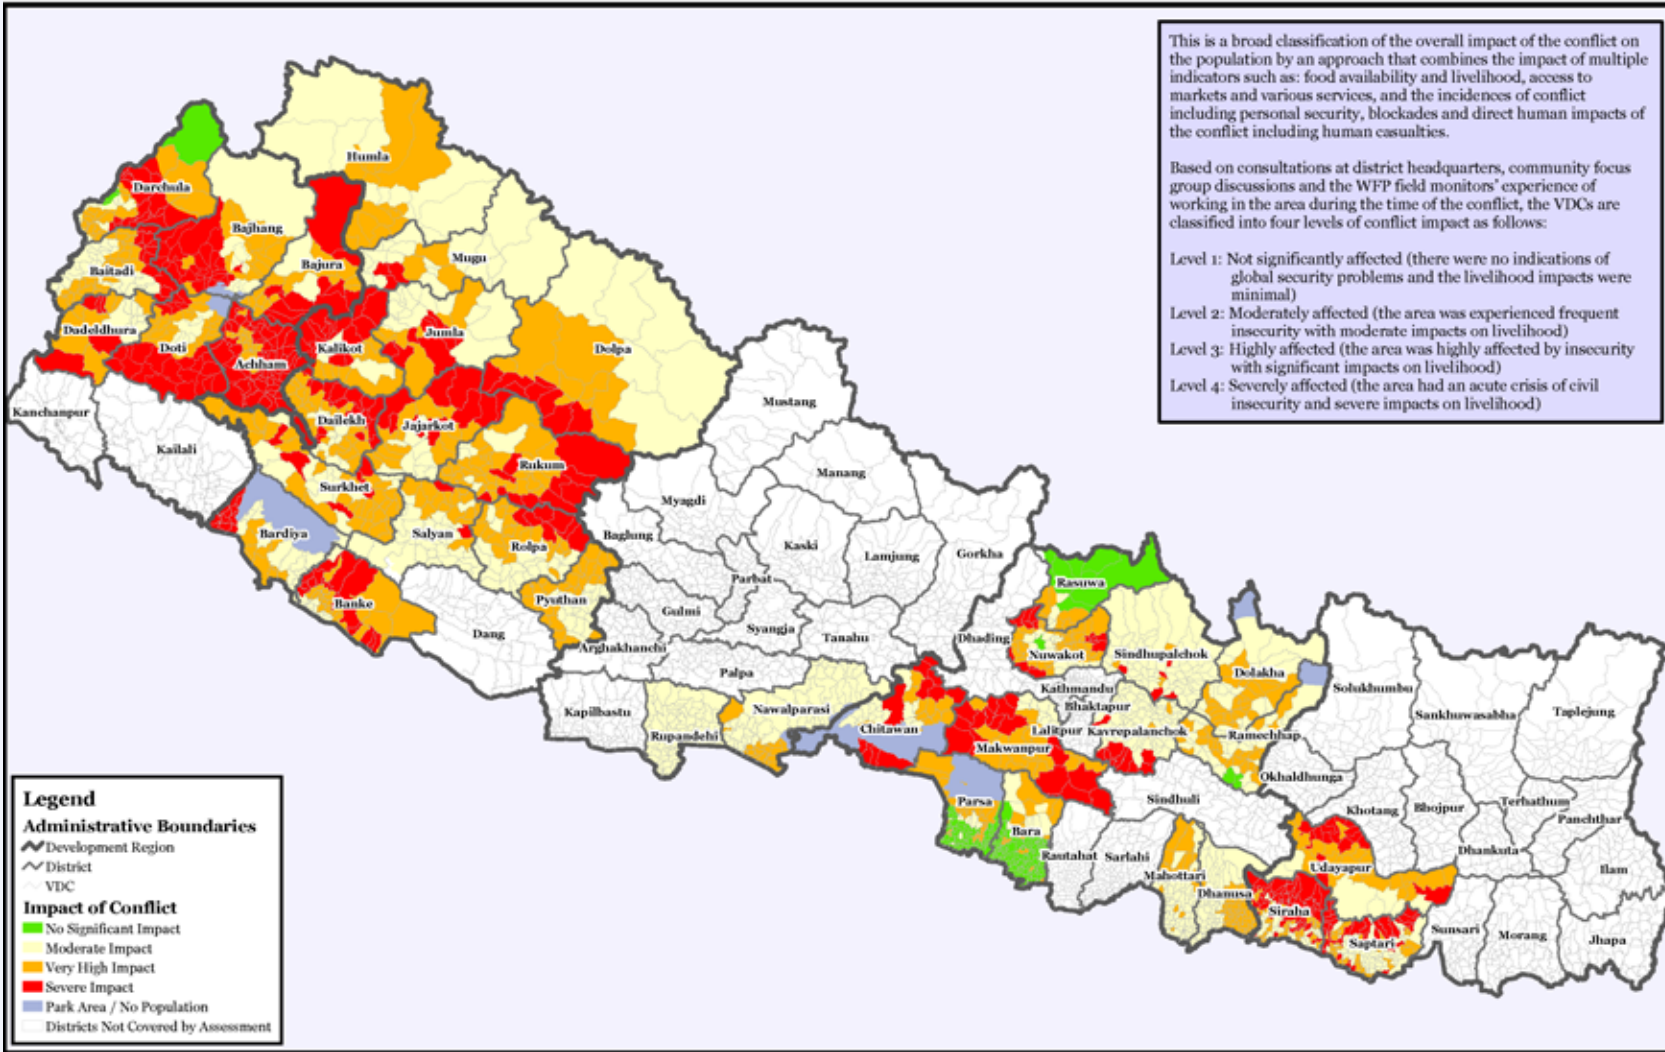 This is a broad classification of the overall impact of the conflict on
the population by an approach that combines the impact of multiple
indicators such as: food availability and livelihood, access to
markets and various services, and the incidences of conflict
including personal security, blockades and direct human impacts of
the conflict including human casualties.
Based on consultations at district headquarters, community focus
group discussions and the WFP field monitors' experience of
working in the area during the time of the conflict, the VDCs are
classified into four levels of conflict impact as follows:
Level 1: Not significantly affected (there were no indications of
global security problems and the livelihood impacts were
minimal)
Level 2: Moderately affected (the area was experienced frequent
insecurity with moderate impacts on livelihood)
Level 3: Highly affected (the area was highly affected by insecurity
with significant impacts on livelihood)
Level 4: Severely affected (the area had an acute crisis of civil
insecurity and severe impacts on livelihood)
Humla
Darchula
Bajhang
Bajura
Mugu
Baitadi
Dadeldhura
Doti
Achham
Kalikot
Jumla
Dolpa
Kanchanpur
Kailali
Dailekh
Jajarkot
Mustang
Rukum
Surkhet
Manang
Myagdi
Bardiya
Salyan
Rolpa
Baglung
Kaski
Lamjung
Gorkha
Parbat
Rasuwa
Banke
Pyuthan
Gulmi
Syangja
Tanahu
Dang
Arghakhanchi
Dhading
Nuwakot
Sindhupalchok
Palpa
Dolakha
Kathmandu
Bhaktapur
Solukhumbu
Kapilbastu
Nawalparasi
Sankhuwasabha
Taplejung
Rupandehi
Chitawan
Lalitpur
Kavrepalanchok
Ramechhap
Makwanpur
Okhaldhunga
Parsa
Sindhuli
Khotang
Bhojpur
Terhathum
Panchthar
Bara
Rautahat
Sarlahi
Dhankuta
Mahottari
Udayapur
Ilam
Dhanusa
Siraha
Saptari
Sunsari
Morang
Jhapa
Legend
Administrative Boundaries
Development Region
District
VDC
Impact of Conflict
No Significant Impact
Moderate Impact
Very High Impact
Severe Impact
Park Area / No Population
Districts Not Covered by Assessment